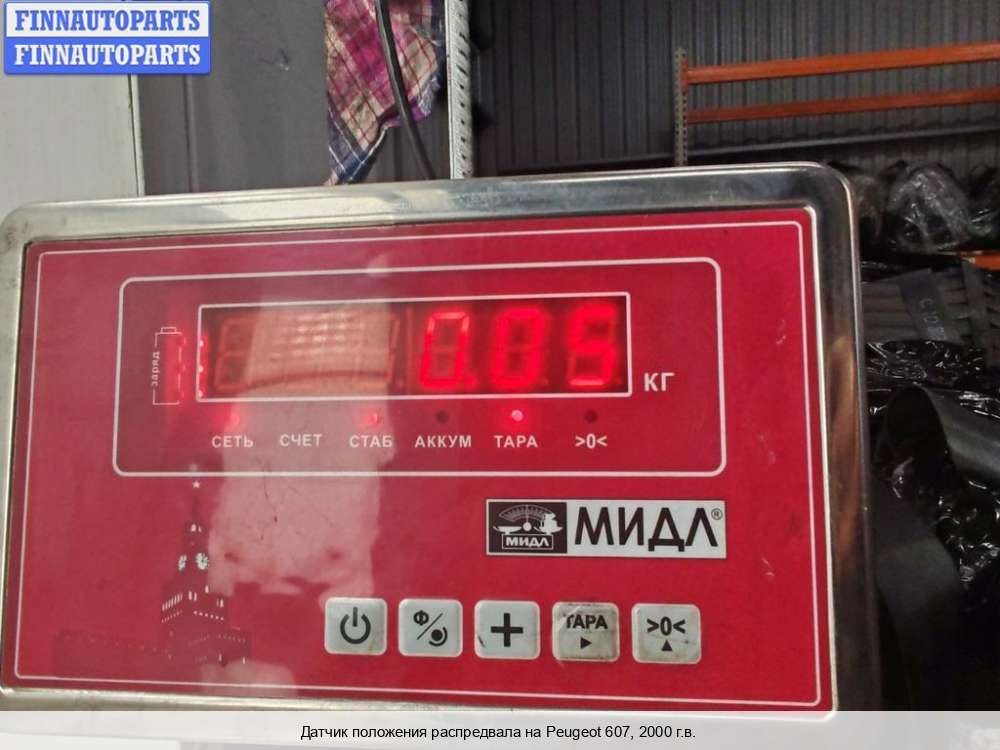 FINNAUTOPARTS
FINNAUTOPARTS
заряд
0.05
КГ
СЕТЬ СЧЕТ СТАБ АККУМ ТАРА >0<
МИДЛ МИДЛ®
Ф/ + ТАРА >0<
Датчик положения распредвала на Peugeot 607, 2000 г.в.